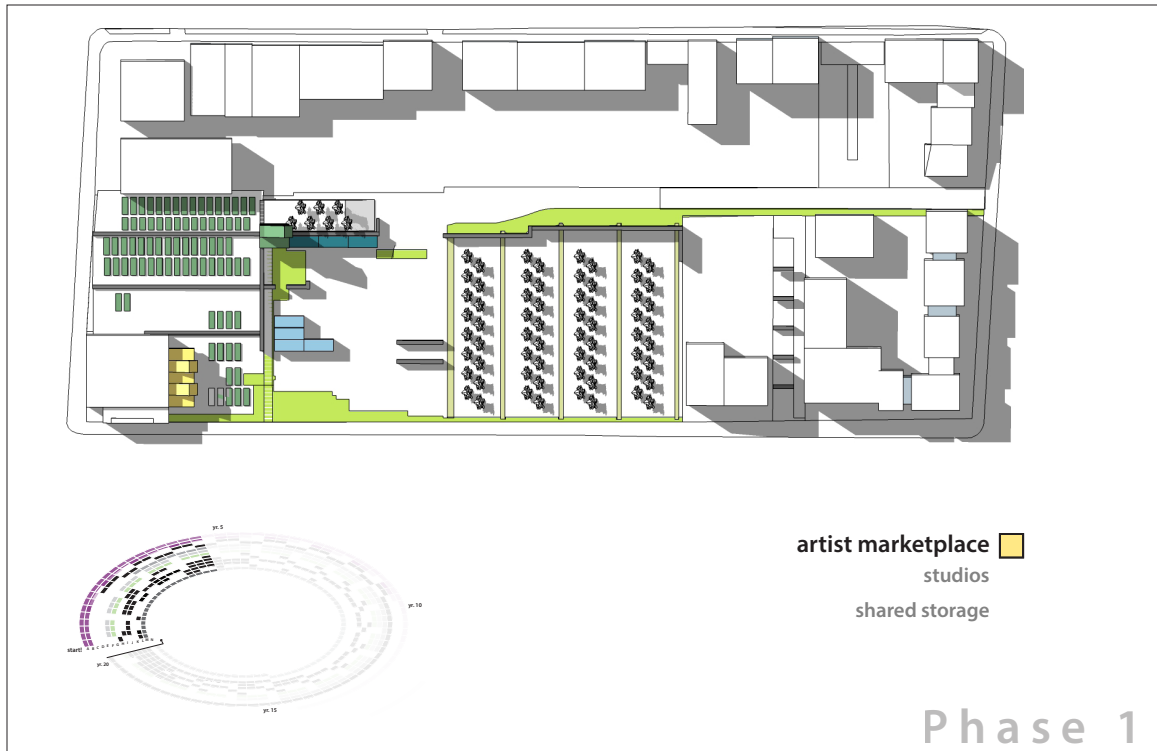 yr. 5
artist marketplace
studios
yr. 10
shared storage
start!
yr. 20
yr. 15
Phase 1